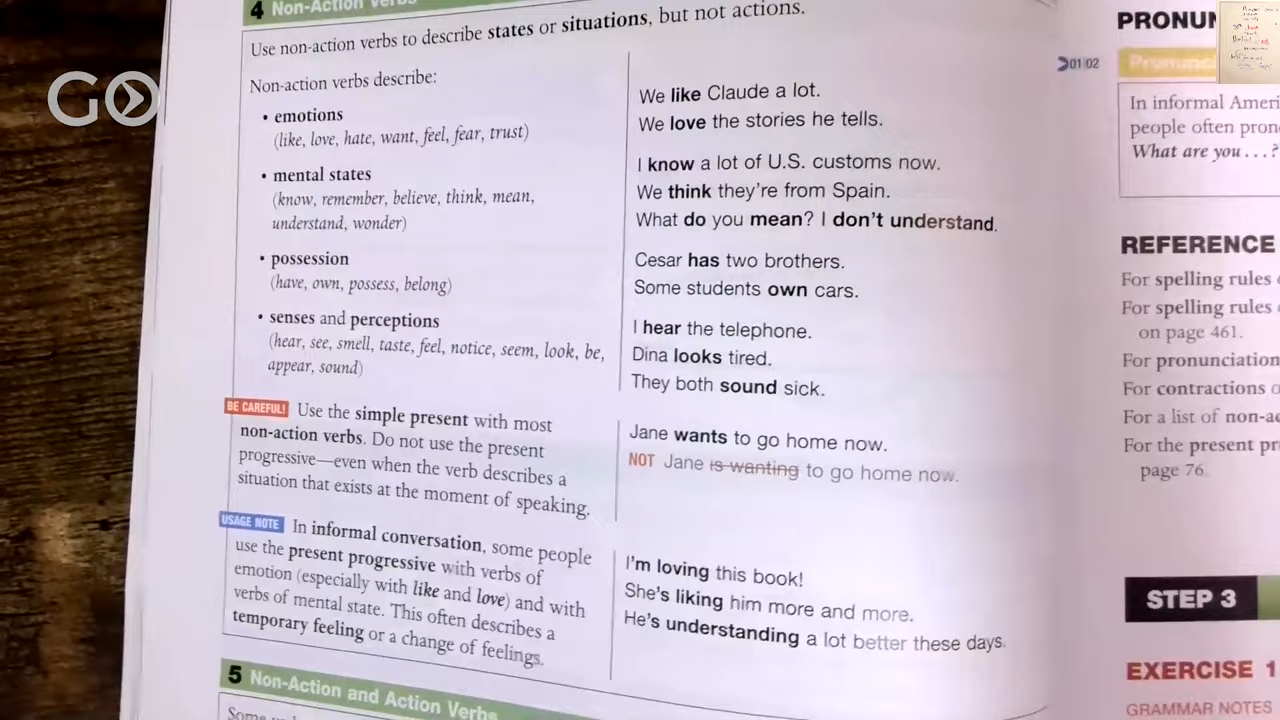 4 Non-Action Verbs
Use non-action verbs to describe states or situations, but not actions.
Non-action verbs describe:
• emotions
(like, love, hate, want, feel, fear, trust)
• mental states
(know, remember, believe, think, mean,
understand, wonder)
• possession
(have, own, possess, belong)
• senses and perceptions
(hear, see, smell, taste, feel, notice, seem, look, be,
appear, sound)
We like Claude a lot.
We love the stories he tells.
I know a lot of U.S. customs now.
We think they're from Spain.
What do you mean? I don't understand.
Cesar has two brothers.
Some students own cars.
I hear the telephone.
Dina looks tired.
They both sound sick.
BE CAREFUL! Use the simple present with most
non-action verbs. Do not use the present
progressive—even when the verb describes a
situation that exists at the moment of speaking.
Jane wants to go home now.
NOT Jane is wanting to go home now.
USAGE NOTE In informal conversation, some people
use the present progressive with verbs of
emotion (especially with like and love) and with
verbs of mental state. This often describes a
temporary feeling or a change of feelings.
I'm loving this book!
She's liking him more and more.
He's understanding a lot better these days.
5 Non-Action and Action Verbs
Some
GO
01|02
PRONUN
Pronunci
In informal Ameri
people often pron
What are you . . . ?
REFERENCE
For spelling rules
For spelling rules
on page 461.
For pronunciation
For contractions
For a list of non-ac
For the present pr
page 76.
STEP 3
EXERCISE 1
GRAMMAR NOTES